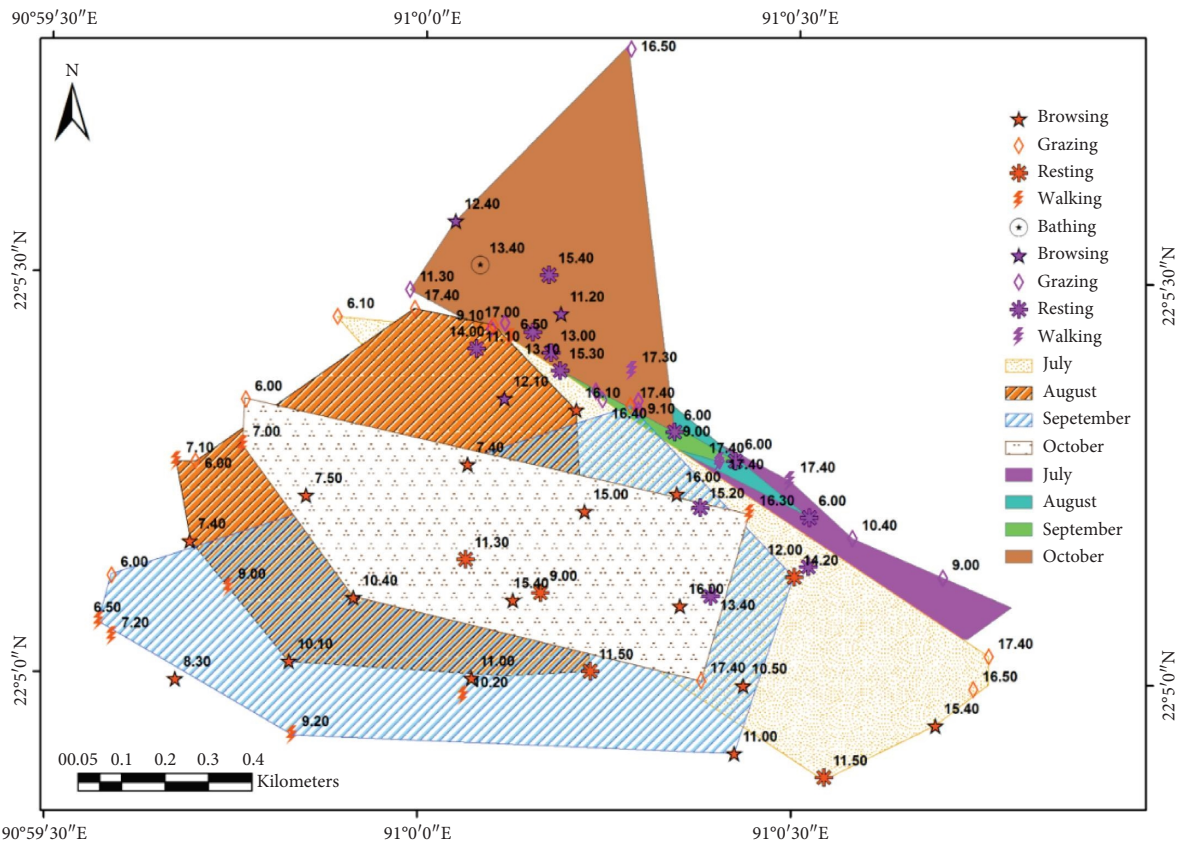 90°59′30″E 91°0′0″E 91°0′30″E
N
16.50
Browsing
Grazing
Resting
Walking
Bathing
Browsing
Grazing
Resting
Walking
July
August
Sepetember
October
July
August
September
October
12.40
13.40
15.40
22°5′30″N
22°5′30″N
11.30
17.40
11.20
6.10
9.10
17.00
6.50
14.00
11.10
13.00
13.10
15.30
17.30
12.10
16.10
17.40
6.00
16.40
9.10
6.00
9.00
7.00
7.40
17.40
6.00
7.10
6.00
17.40
17.40
7.50
16.00
15.00
15.20
16.30
6.00
7.40
10.40
11.30
12.00
14.20
9.00
6.00
9.00
9.00
10.40
15.40
16.00
13.40
6.50
7.20
10.10
11.00
11.50
17.40
10.50
17.40
22°5′0″N
22°5′0″N
8.30
10.20
16.50
9.20
11.00
15.40
11.50
00.05 0.1 0.2 0.3 0.4
Kilometers
90°59′30″E 91°0′0″E 91°0′30″E